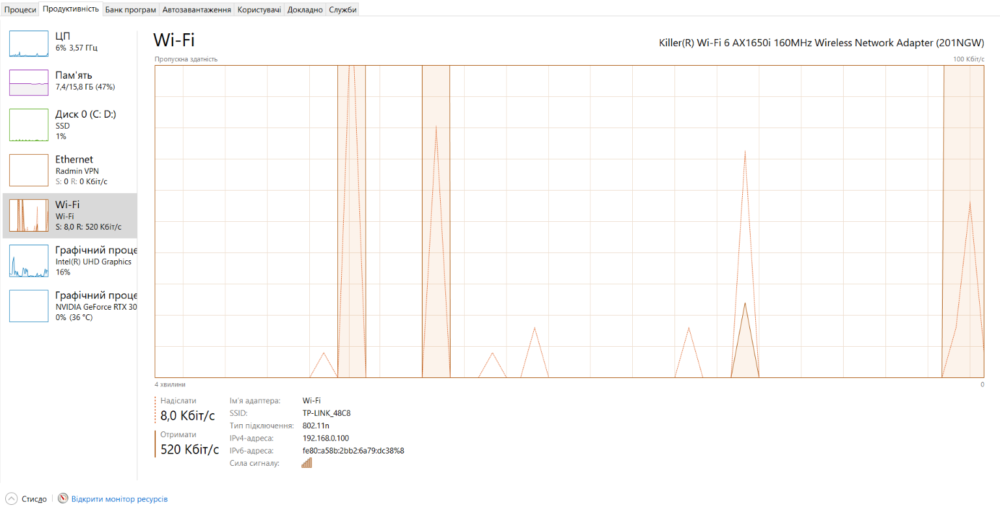 Процеси Продуктивність Банк програм Автозавантаження Користувачі Докладно Служби
ЦП
6% 3,57 ГГц
Пам'ять
7,4/15,8 ГБ (47%)
Диск 0 (C: D:)
SSD
1%
Ethernet
Radmin VPN
S: 0 R: 0 Кбіт/с
Wi-Fi
Wi-Fi
S: 8,0 R: 520 Кбіт/с
Графічний проце
Intel(R) UHD Graphics
16%
Графічний проце
NVIDIA GeForce RTX 30
0% (36 °C)
Wi-Fi
Killer(R) Wi-Fi 6 AX1650i 160MHz Wireless Network Adapter (201NGW)
Пропускна здатність 100 Кбіт/с
4 хвилини 0
Надіслати
8,0 Кбіт/с
Отримати
520 Кбіт/с
Ім'я адаптера: Wi-Fi
SSID: TP-LINK_48C8
Тип підключення: 802.11n
IPv4-адреса: 192.168.0.100
IPv6-адреса: fe80::a58b:2bb2:6a79:dc38%8
Сила сигналу:
Стисло Відкрити монітор ресурсів